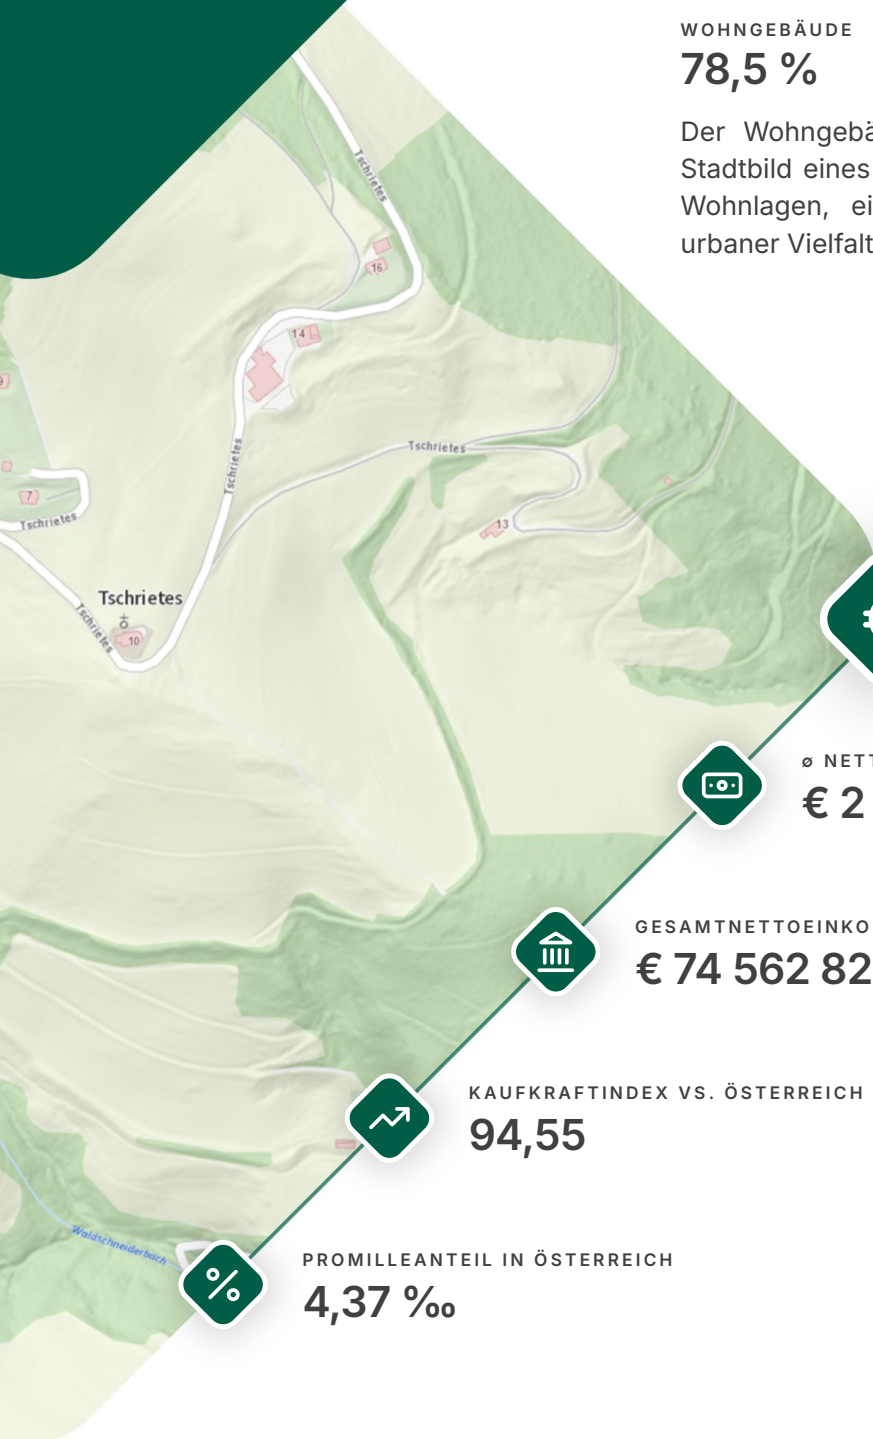 WOHNGEBÄUDE
78,5 %
Der Wohngebä
Stadtbild eines
Wohnlagen, ei
urbaner Vielfalt
Tschrietes
16
14
9
Tschrietes
Tschrietes
7
Tschrietes
13
Tschrietes
Tschrietes
10
ø NETT
€ 2
GESAMTNETTOEINKO
€ 74 562 82
KAUFKRAFTINDEX VS. ÖSTERREICH
94,55
Waldschneiderbach
PROMILLEANTEIL IN ÖSTERREICH
4,37 ‰